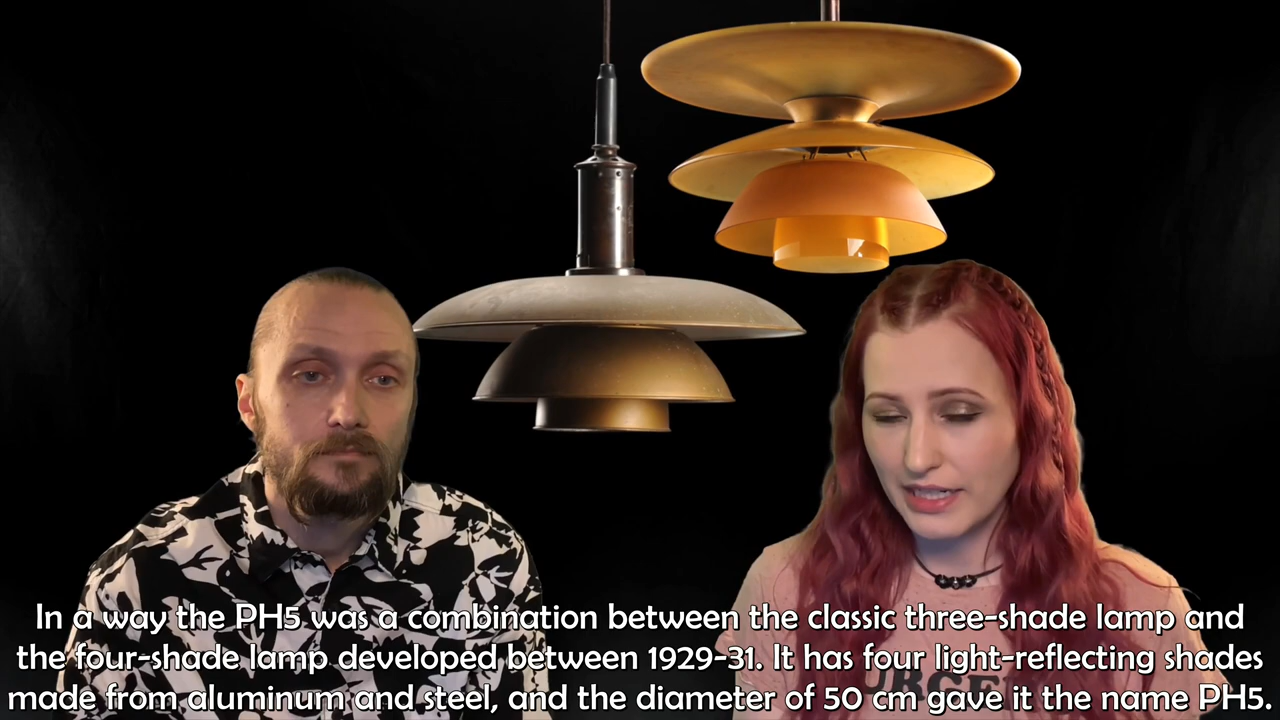 In a way the PH5 was a combination between the classic three-shade lamp and
the four-shade lamp developed between 1929-31. It has four light-reflecting shades
made from aluminum and steel, and the diameter of 50 cm gave it the name PH5.